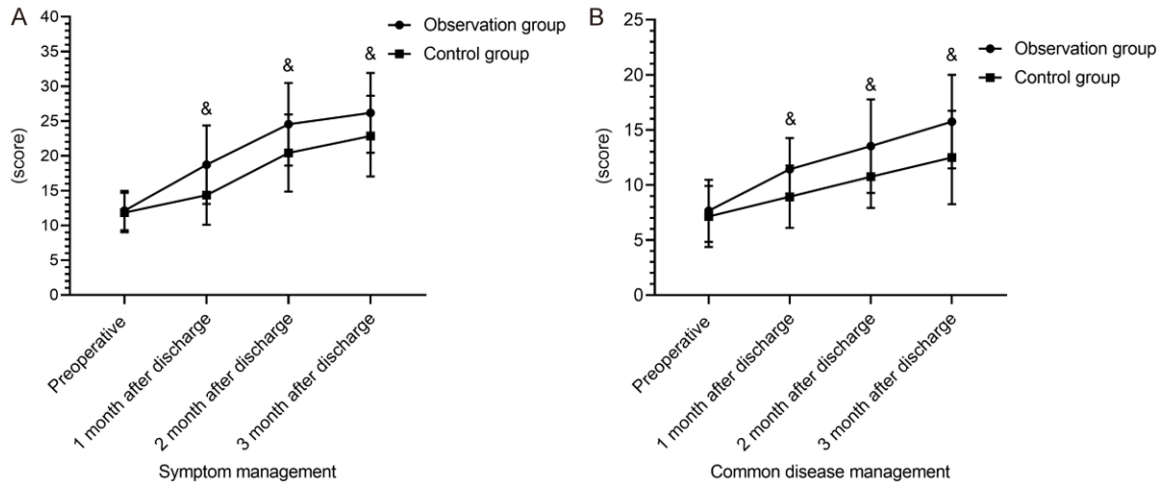 A
40
35
30
25
20
15
10
5
0
(score)
Observation group
Control group
&
&
&
Preoperative
1 month after discharge
2 month after discharge
3 month after discharge
Symptom management
B
25
20
15
10
5
0
(score)
Observation group
Control group
&
&
&
Preoperative
1 month after discharge
2 month after discharge
3 month after discharge
Common disease management